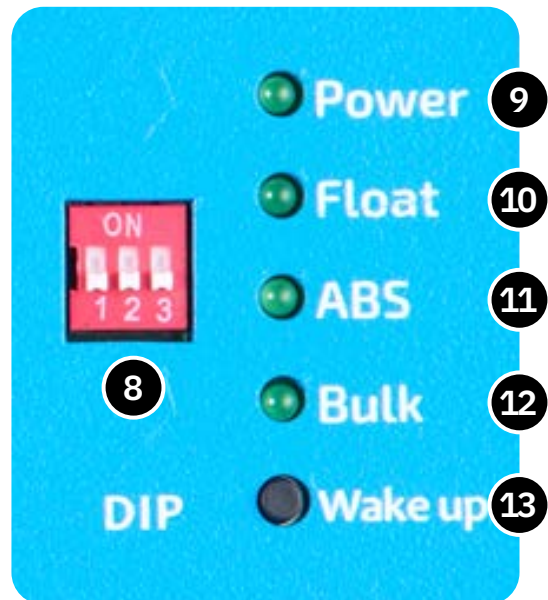 Power 9
Float 10
ON
1 2 3
ABS 11
8
Bulk 12
DIP
Wake up 13